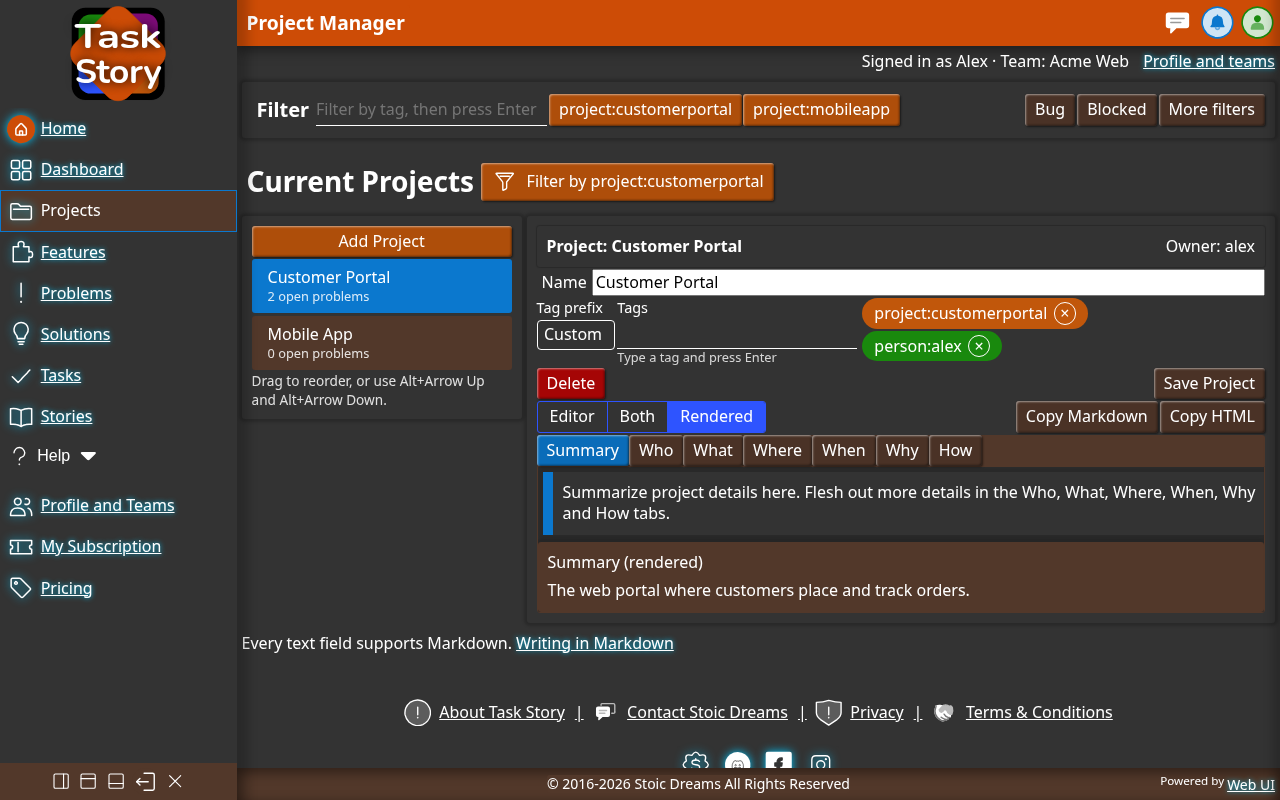 Task
Story
Home
Dashboard
Projects
Features
Problems
Solutions
Tasks
Stories
Help
Profile and Teams
My Subscription
Pricing
Project Manager
Signed in as Alex · Team: Acme Web Profile and teams
Filter Filter by tag, then press Enter project:customerportal project:mobileapp Bug Blocked More filters
Current Projects Filter by project:customerportal
Add Project
Customer Portal
2 open problems
Mobile App
0 open problems
Drag to reorder, or use Alt+Arrow Up
and Alt+Arrow Down.
Project: Customer Portal Owner: alex
Name Customer Portal
Tag prefix Tags
Custom
Type a tag and press Enter
project:customerportal
person:alex
Delete Save Project
Editor Both Rendered Copy Markdown Copy HTML
Summary Who What Where When Why How
Summarize project details here. Flesh out more details in the Who, What, Where, When, Why
and How tabs.
Summary (rendered)
The web portal where customers place and track orders.
Every text field supports Markdown. Writing in Markdown
About Task Story | Contact Stoic Dreams | Privacy | Terms & Conditions
© 2016-2026 Stoic Dreams All Rights Reserved
Powered by Web UI